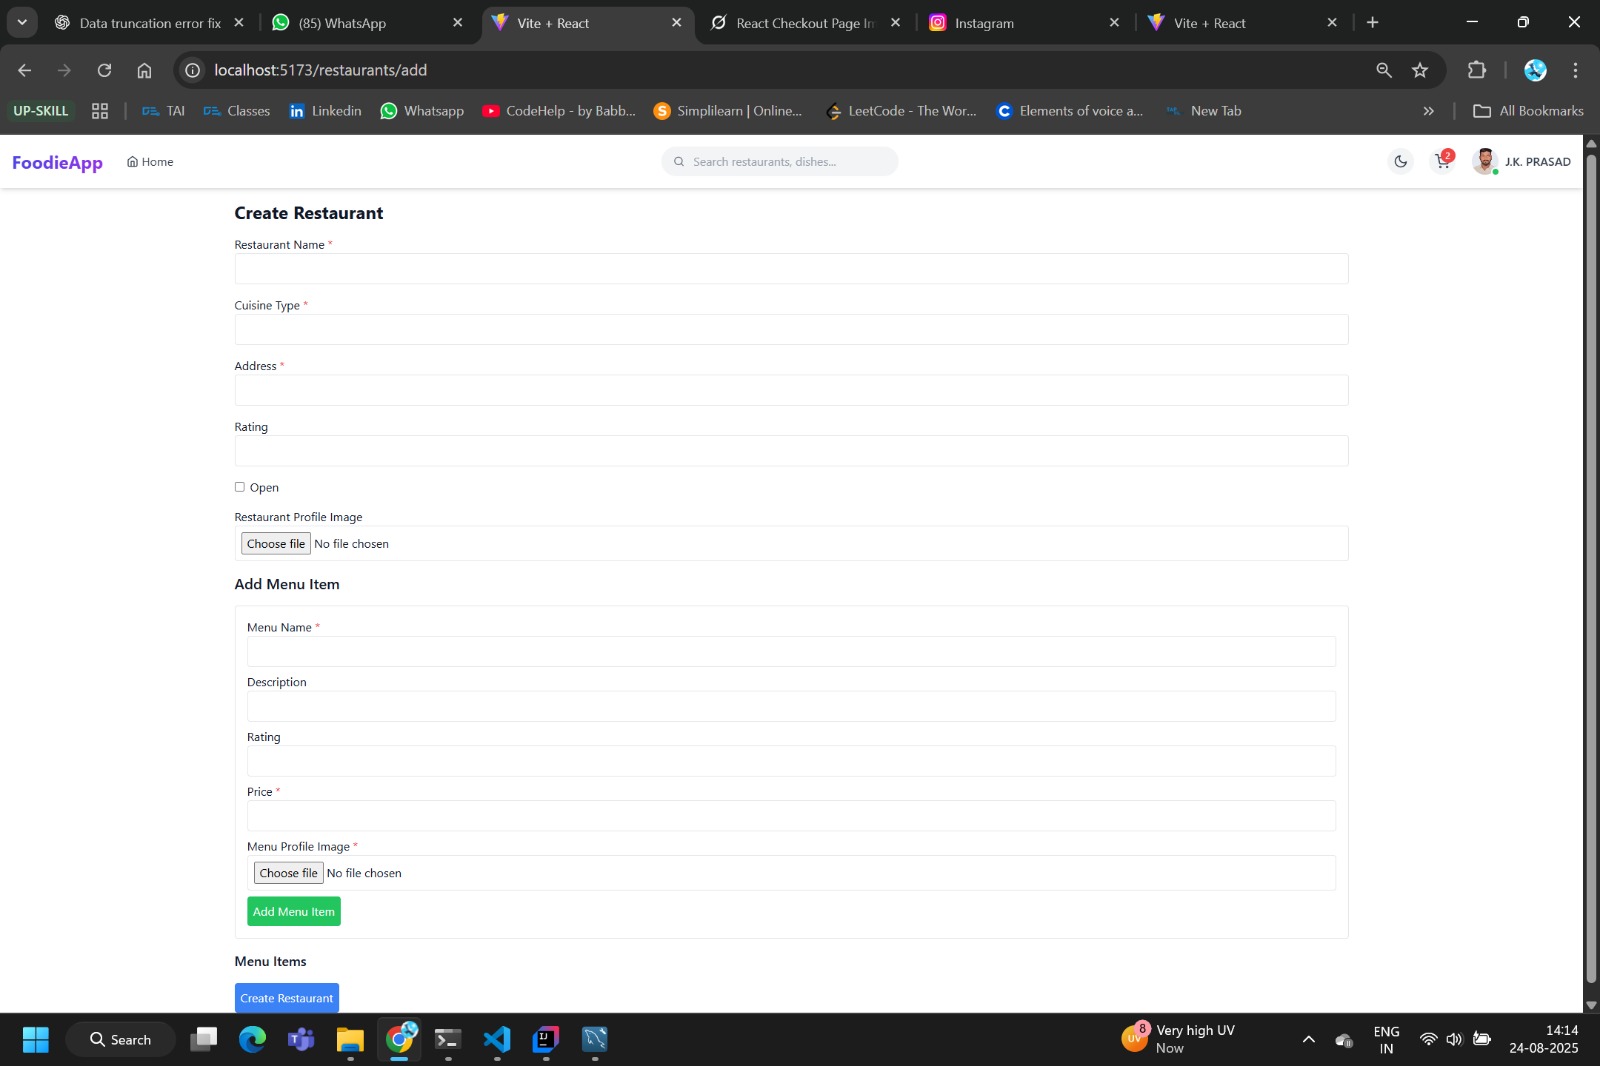 Data truncation error fix
(85) WhatsApp
Vite + React
React Checkout Page Im
Instagram
Vite + React
localhost:5173/restaurants/add
UP-SKILL
TAI
Classes
Linkedin
Whatsapp
CodeHelp - by Babb...
Simplilearn | Online...
LeetCode - The Wor...
Elements of voice a...
New Tab
All Bookmarks
FoodieApp
Home
Search restaurants, dishes...
2
J.K. PRASAD
Create Restaurant
Restaurant Name *
Cuisine Type *
Address *
Rating
Open
Restaurant Profile Image
Choose file No file chosen
Add Menu Item
Menu Name *
Description
Rating
Price *
Menu Profile Image *
Choose file No file chosen
Add Menu Item
Menu Items
Create Restaurant
Search
UV
8
Very high UV
Now
ENG
IN
14:14
24-08-2025